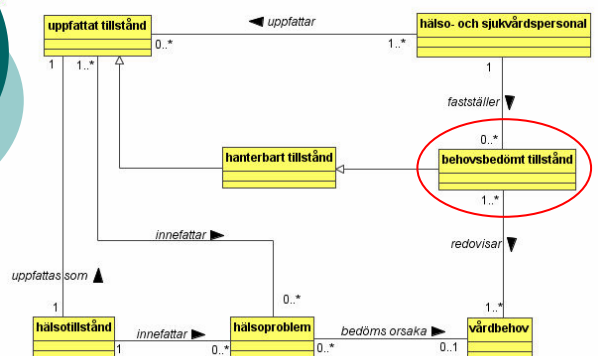 uppfattat tillstånd
◄ uppfattar
hälso- och sjukvårdspersonal
0..*
1..*
1
1..*
1
fastställer
0..*
hanterbart tillstånd
behovsbedömt tillstånd
1..*
innefattar ►
redovisar
uppfattas som ▲
0..*
1
1..*
hälsotillstånd
innefattar ►
hälsoproblem
bedöms orsaka ►
vårdbehov
1
0..*
0..*
0..1